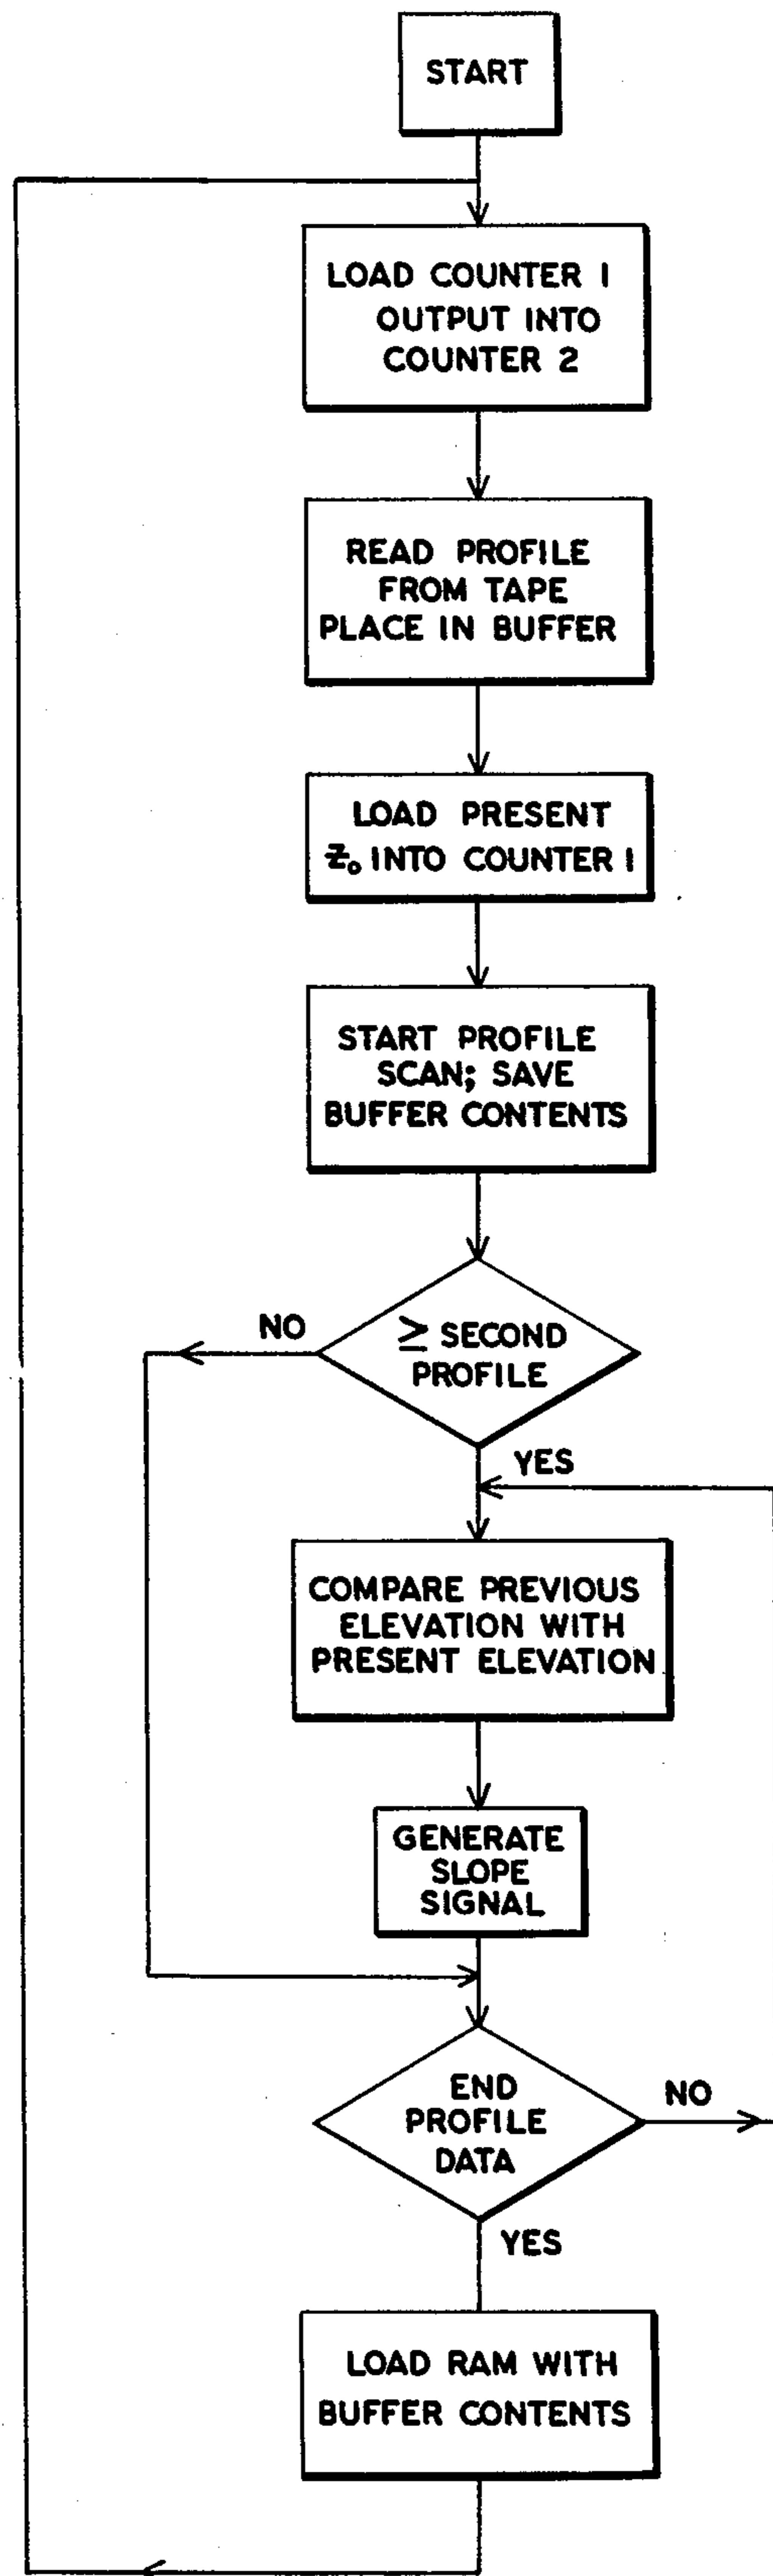 START
LOAD COUNTER 1
OUTPUT INTO
COUNTER 2
READ PROFILE
FROM TAPE
PLACE IN BUFFER
LOAD PRESENT
Z₀ INTO COUNTER 1
START PROFILE
SCAN; SAVE
BUFFER CONTENTS
NO
≥ SECOND
PROFILE
YES
COMPARE PREVIOUS
ELEVATION WITH
PRESENT ELEVATION
GENERATE
SLOPE
SIGNAL
END
PROFILE
DATA
NO
YES
LOAD RAM WITH
BUFFER CONTENTS